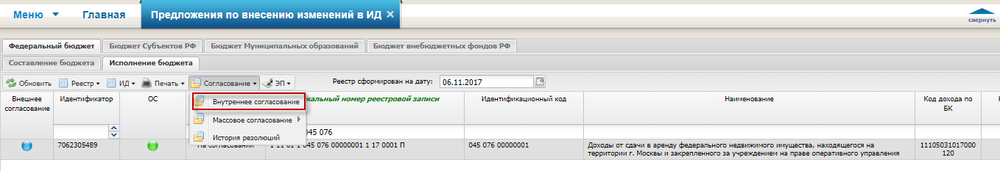 Меню Главная Предложения по внесению изменений в ИД
свернуть
Федеральный бюджет Бюджет Субъектов РФ Бюджет Муниципальных образований Бюджет внебюджетных фондов РФ
Составление бюджета Исполнение бюджета
Обновить Реестр ИД Печать Согласование ЭП Реестр сформирован на дату: 06.11.2017
Внешнее согласование Идентификатор ОС кальный номер реестровой записи Идентификационный код Наименование Код дохода по БК
Внутреннее согласование
Массовое согласование
045 076
История резолюций
7062305489 На согласовании 1 11 01 1 045 076 00000001 1 17 0001 П 045 076 00000001 Доходы от сдачи в аренду федерального недвижимого имущества, находящегося на 11105031017000
территории г. Москвы и закрепленного за учреждением на праве оперативного управления 120